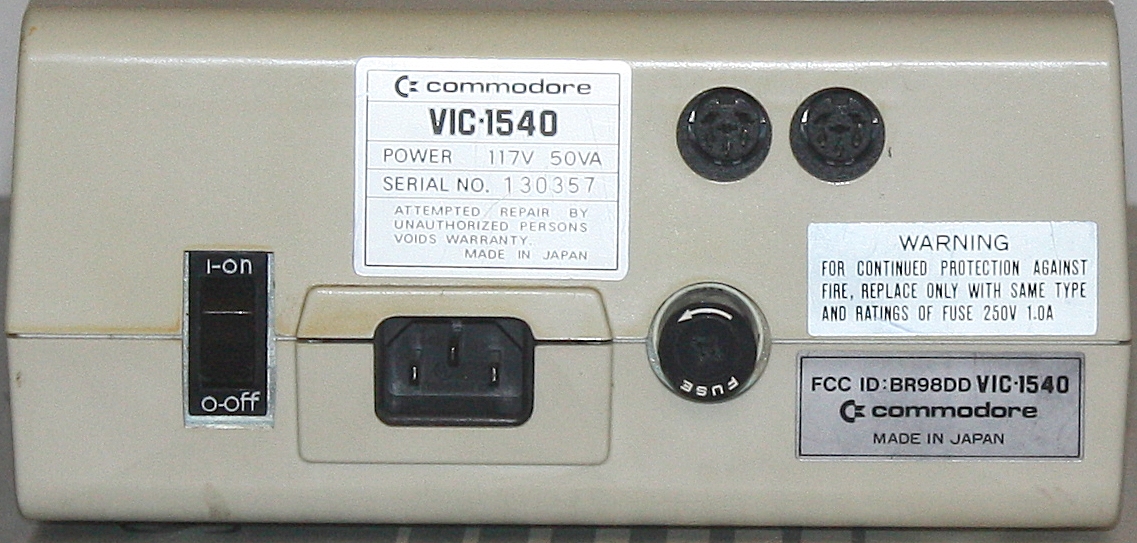 commodore
VIC-1540
POWER 117V 50VA
SERIAL NO. 130357
ATTEMPTED REPAIR BY
UNAUTHORIZED PERSONS
VOIDS WARRANTY.
MADE IN JAPAN
I-on
O-off
FUSE
WARNING
FOR CONTINUED PROTECTION AGAINST
FIRE, REPLACE ONLY WITH SAME TYPE
AND RATINGS OF FUSE 250V 1.0A
FCC ID:BR98DD VIC-1540
commodore
MADE IN JAPAN